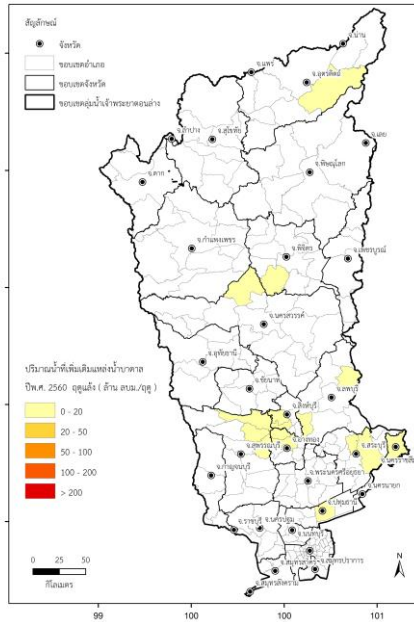 สัญลักษณ์
จังหวัด
ขอบเขตอำเภอ
ขอบเขตจังหวัด
ขอบเขตลุ่มน้ำเจ้าพระยาตอนล่าง
จ.น่าน
จ.แพร่
จ.อุตรดิตถ์
จ.ลำปาง
จ.สุโขทัย
จ.เลย
จ.ตาก
จ.พิษณุโลก
จ.กำแพงเพชร
จ.พิจิตร
จ.เพชรบูรณ์
จ.นครสวรรค์
จ.อุทัยธานี
จ.ชัยนาท
จ.ลพบุรี
จ.สิงห์บุรี
จ.อ่างทอง
จ.สุพรรณบุรี
จ.สระบุรี
จ.นครราชสีมา
จ.กาญจนบุรี
จ.พระนครศรีอยุธยา
จ.นครนายก
จ.ปทุมธานี
จ.ราชบุรี
จ.นครปฐม
จ.นนทบุรี
จ.สมุทรสาคร
จ.สมุทรปราการ
จ.สมุทรสงคราม
ปริมาณน้ำที่เพิ่มเติมแหล่งน้ำบาดาล
ปีพ.ศ. 2560 ฤดูแล้ง ( ล้าน ลบม./ฤดู )
0 - 20
20 - 50
50 - 100
100 - 200
> 200
0 25 50
กิโลเมตร
N
99 100 100 101